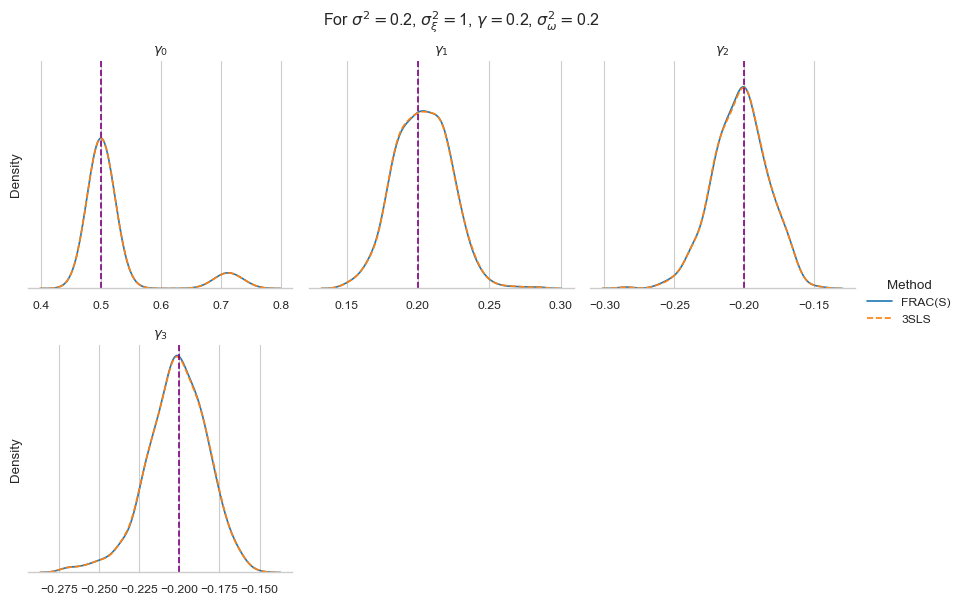 For σ² = 0.2, σ²_ξ = 1, γ = 0.2, σ²_ω = 0.2
γ₀ γ₁ γ₂
Density
0.4 0.5 0.6 0.7 0.8 0.15 0.20 0.25 0.30 −0.30 −0.25 −0.20 −0.15
Method
FRAC(S)
3SLS
γ₃
Density
−0.275 −0.250 −0.225 −0.200 −0.175 −0.150